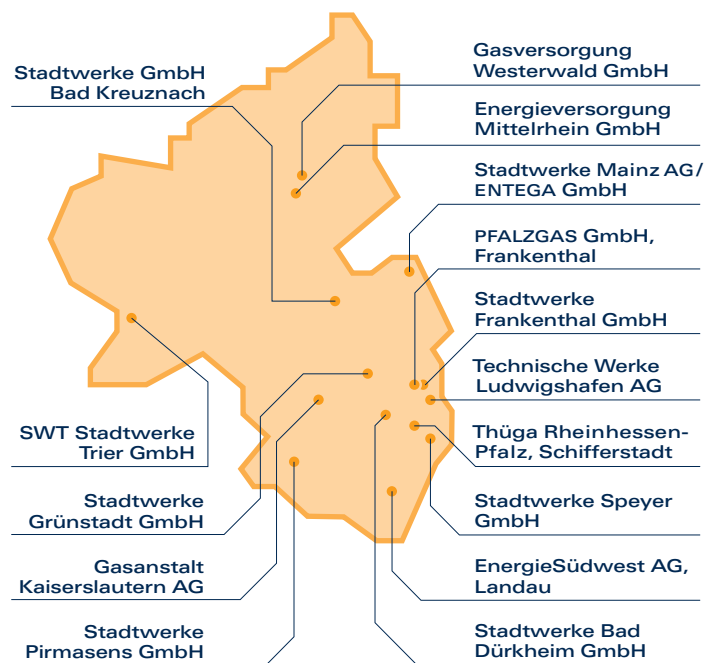 Stadtwerke GmbH
Bad Kreuznach
SWT Stadtwerke
Trier GmbH
Stadtwerke
Grünstadt GmbH
Gasanstalt
Kaiserslautern AG
Stadtwerke
Pirmasens GmbH
Gasversorgung
Westerwald GmbH
Energieversorgung
Mittelrhein GmbH
Stadtwerke Mainz AG/
ENTEGA GmbH
PFALZGAS GmbH,
Frankenthal
Stadtwerke
Frankenthal GmbH
Technische Werke
Ludwigshafen AG
Thüga Rheinhessen-
Pfalz, Schifferstadt
Stadtwerke Speyer
GmbH
EnergieSüdwest AG,
Landau
Stadtwerke Bad
Dürkheim GmbH